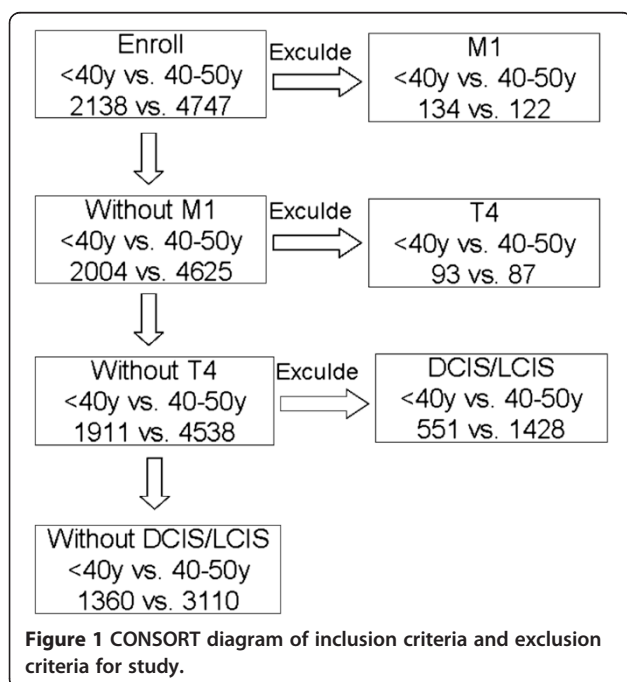 Enroll
<40y vs. 40-50y
2138 vs. 4747
Exculde
M1
<40y vs. 40-50y
134 vs. 122
Without M1
<40y vs. 40-50y
2004 vs. 4625
Exculde
T4
<40y vs. 40-50y
93 vs. 87
Without T4
<40y vs. 40-50y
1911 vs. 4538
Exculde
DCIS/LCIS
<40y vs. 40-50y
551 vs. 1428
Without DCIS/LCIS
<40y vs. 40-50y
1360 vs. 3110
Figure 1 CONSORT diagram of inclusion criteria and exclusion
criteria for study.